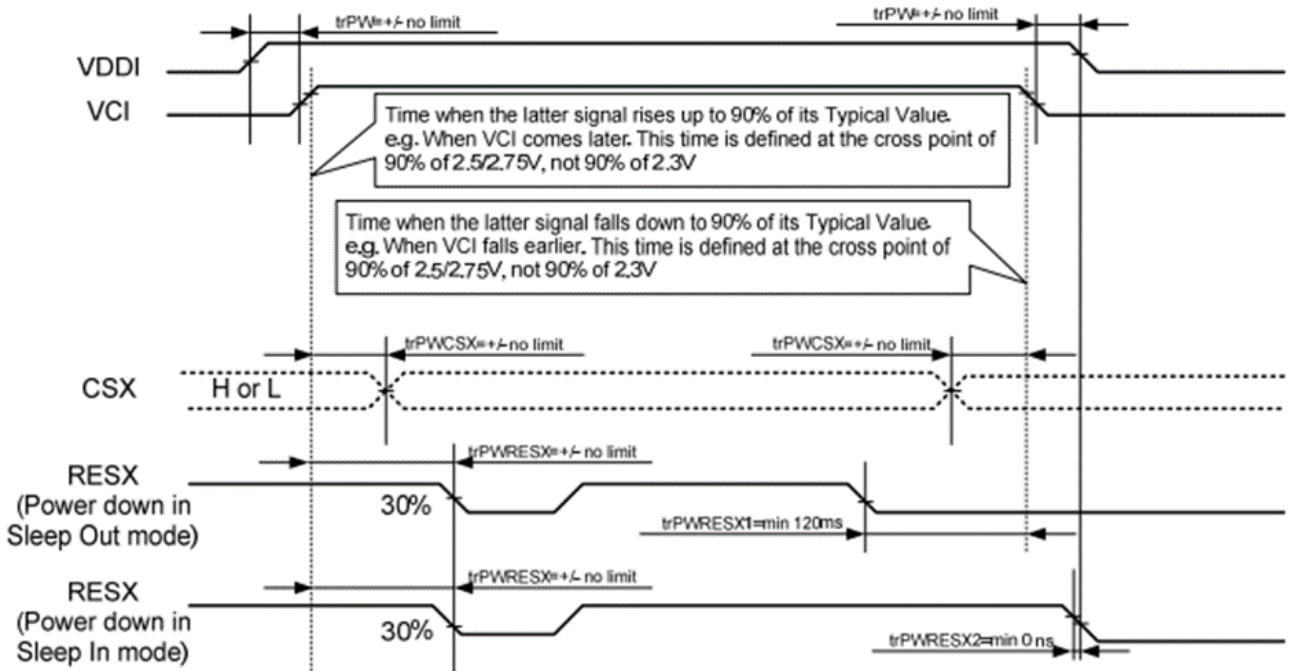 trPW=+/- no limit
trPW=+/- no limit
VDDI
VCI
Time when the latter signal rises up to 90% of its Typical Value.
e.g. When VCI comes later. This time is defined at the cross point of
90% of 2.5/2.75V, not 90% of 2.3V
Time when the latter signal falls down to 90% of its Typical Value.
e.g. When VCI falls earlier. This time is defined at the cross point of
90% of 2.5/2.75V, not 90% of 2.3V
trPWCSX=+/- no limit
trPWCSX=+/- no limit
CSX
H or L
trPWRESX=+/- no limit
RESX
(Power down in
Sleep Out mode)
30%
trPWRESX1=min 120ms
trPWRESX=+/- no limit
RESX
(Power down in
Sleep In mode)
30%
trPWRESX2=min 0 ns